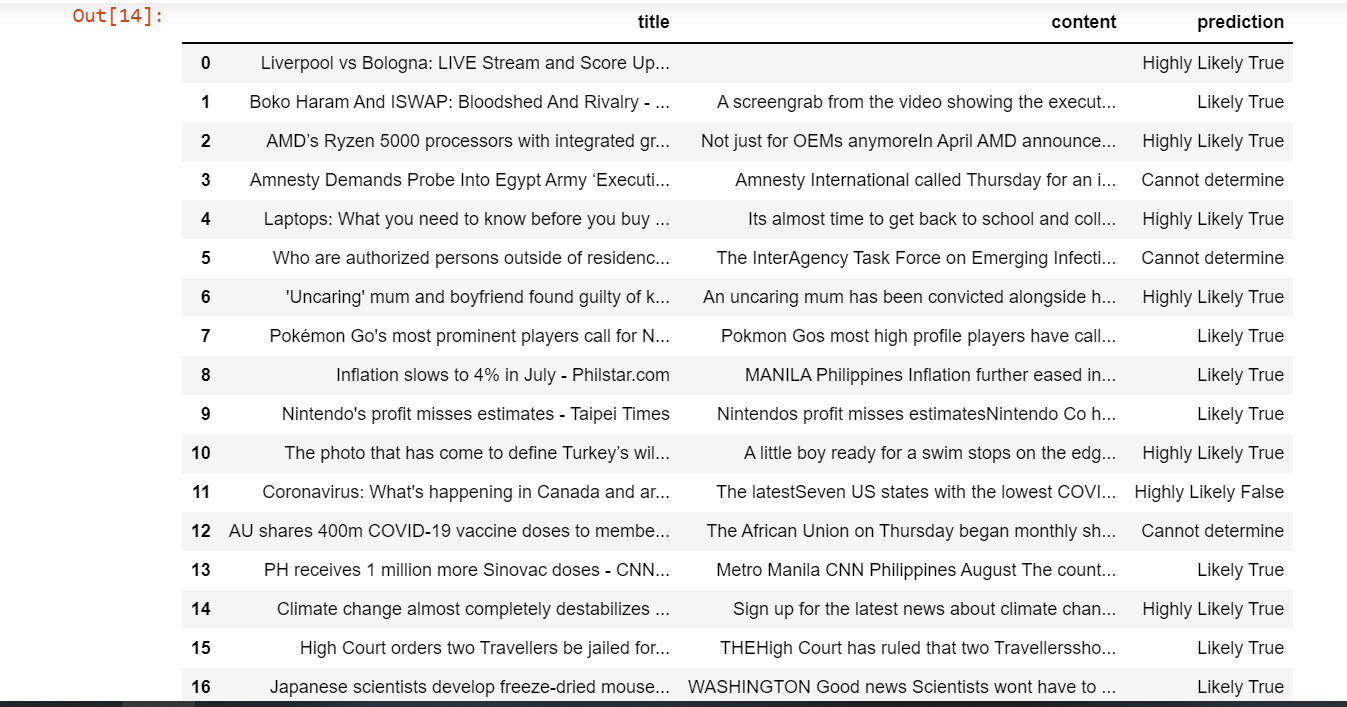 Out[14]:
title content prediction
0 Liverpool vs Bologna: LIVE Stream and Score Up... Highly Likely True
1 Boko Haram And ISWAP: Bloodshed And Rivalry - ... A screengrab from the video showing the execut... Likely True
2 AMD’s Ryzen 5000 processors with integrated gr... Not just for OEMs anymoreIn April AMD announce... Highly Likely True
3 Amnesty Demands Probe Into Egypt Army ‘Executi... Amnesty International called Thursday for an i... Cannot determine
4 Laptops: What you need to know before you buy ... Its almost time to get back to school and coll... Highly Likely True
5 Who are authorized persons outside of residenc... The InterAgency Task Force on Emerging Infecti... Cannot determine
6 'Uncaring' mum and boyfriend found guilty of k... An uncaring mum has been convicted alongside h... Highly Likely True
7 Pokémon Go's most prominent players call for N... Pokmon Gos most high profile players have call... Likely True
8 Inflation slows to 4% in July - Philstar.com MANILA Philippines Inflation further eased in... Likely True
9 Nintendo's profit misses estimates - Taipei Times Nintendos profit misses estimatesNintendo Co h... Likely True
10 The photo that has come to define Turkey’s wil... A little boy ready for a swim stops on the edg... Highly Likely True
11 Coronavirus: What's happening in Canada and ar... The latestSeven US states with the lowest COVI... Highly Likely False
12 AU shares 400m COVID-19 vaccine doses to membe... The African Union on Thursday began monthly sh... Cannot determine
13 PH receives 1 million more Sinovac doses - CNN... Metro Manila CNN Philippines August The count... Likely True
14 Climate change almost completely destabilizes ... Sign up for the latest news about climate chan... Highly Likely True
15 High Court orders two Travellers be jailed for... THEHigh Court has ruled that two Travellerssho... Likely True
16 Japanese scientists develop freeze-dried mouse... WASHINGTON Good news Scientists wont have to ... Likely True